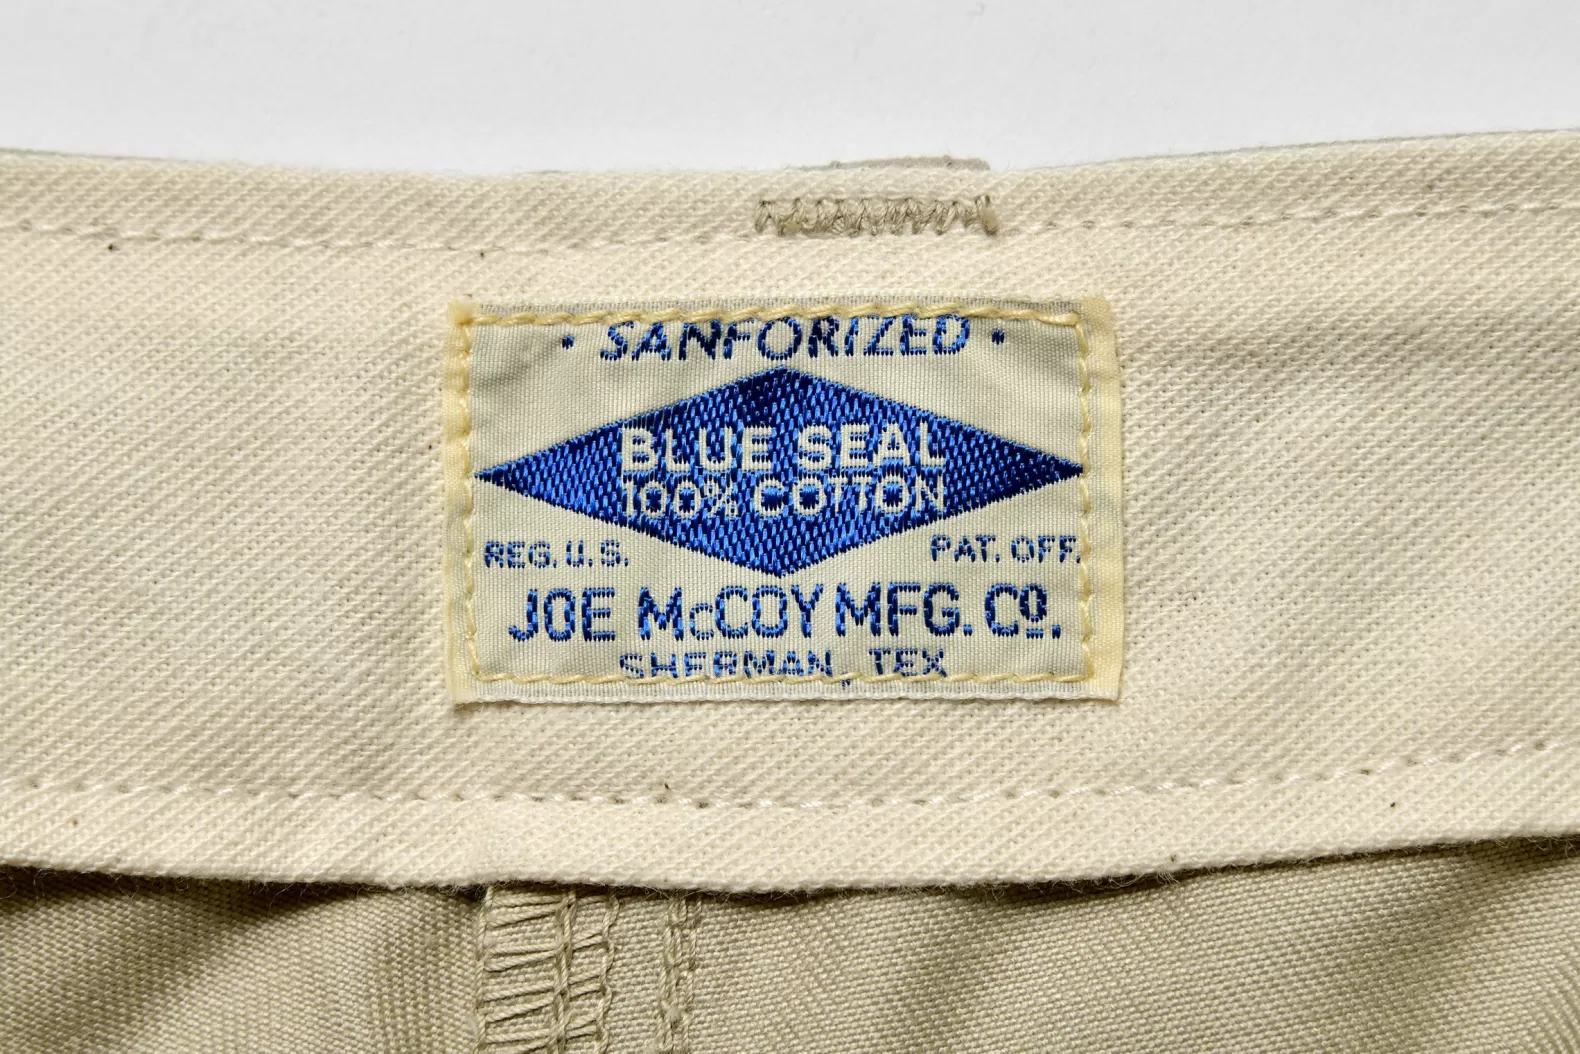 · SANFORIZED ·
BLUE SEAL
100% COTTON
REG. U. S. PAT. OFF.
JOE McCOY MFG. Cº.
SHERMAN, TEX